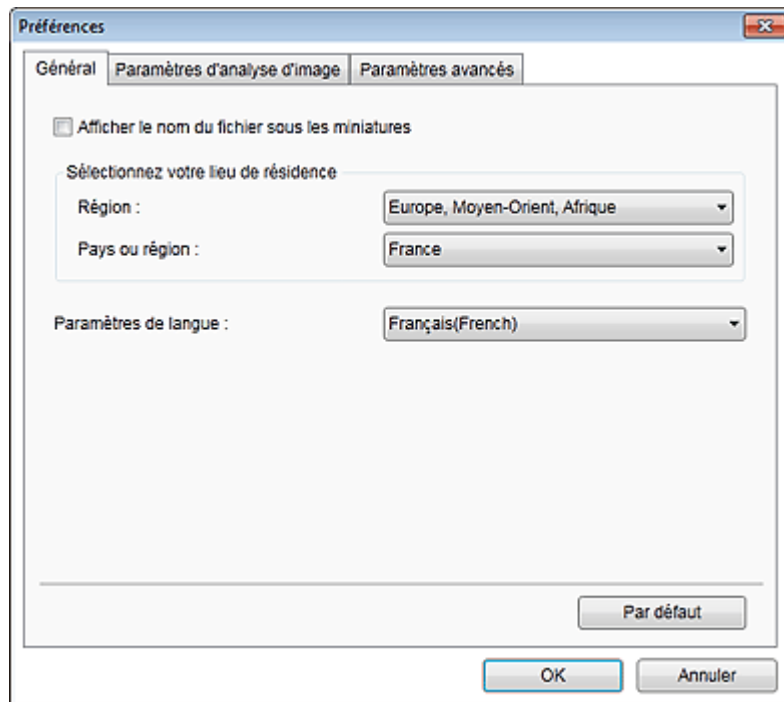 Préférences
Général Paramètres d'analyse d'image Paramètres avancés
Afficher le nom du fichier sous les miniatures
Sélectionnez votre lieu de résidence
Région : Europe, Moyen-Orient, Afrique
Pays ou région : France
Paramètres de langue : Français(French)
Par défaut
OK Annuler